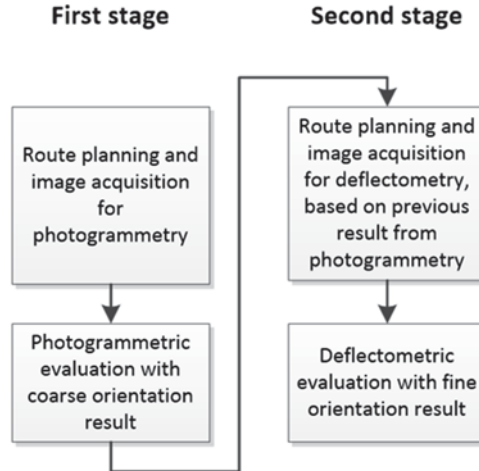 First stage
Second stage
Route planning and
image acquisition
for
photogrammetry
Photogrammetric
evaluation with
coarse orientation
result
Route planning and
image acquisition
for deflectometry,
based on previous
result from
photogrammetry
Deflectometric
evaluation with fine
orientation result